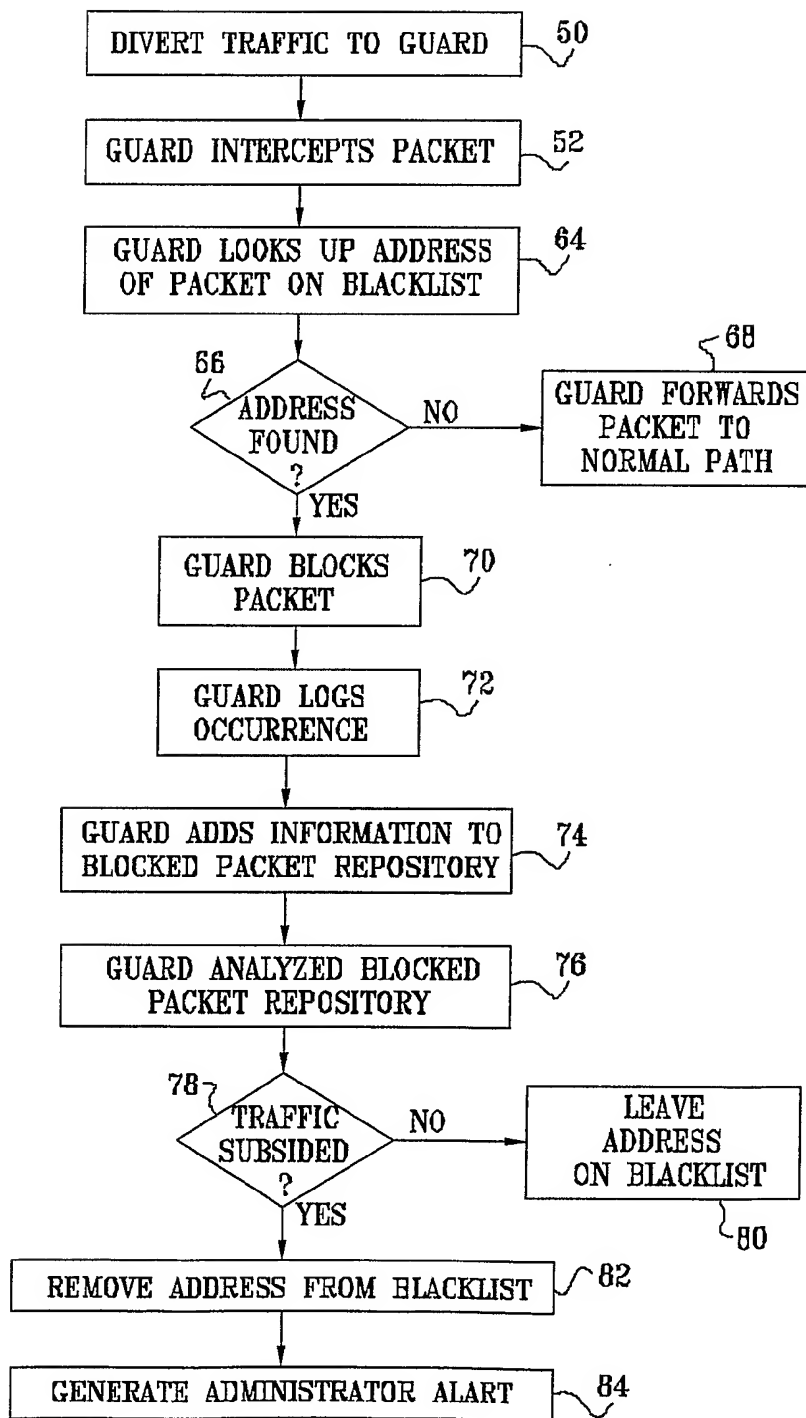 DIVERT TRAFFIC TO GUARD
50
GUARD INTERCEPTS PACKET
52
GUARD LOOKS UP ADDRESS
OF PACKET ON BLACKLIST
64
66
ADDRESS
FOUND
?
NO
YES
68
GUARD FORWARDS
PACKET TO
NORMAL PATH
GUARD BLOCKS
PACKET
70
GUARD LOGS
OCCURRENCE
72
GUARD ADDS INFORMATION TO
BLOCKED PACKET REPOSITORY
74
GUARD ANALYZED BLOCKED
PACKET REPOSITORY
76
78
TRAFFIC
SUBSIDED
?
NO
YES
LEAVE
ADDRESS
ON BLACKLIST
80
REMOVE ADDRESS FROM BLACKLIST
82
GENERATE ADMINISTRATOR ALART
84